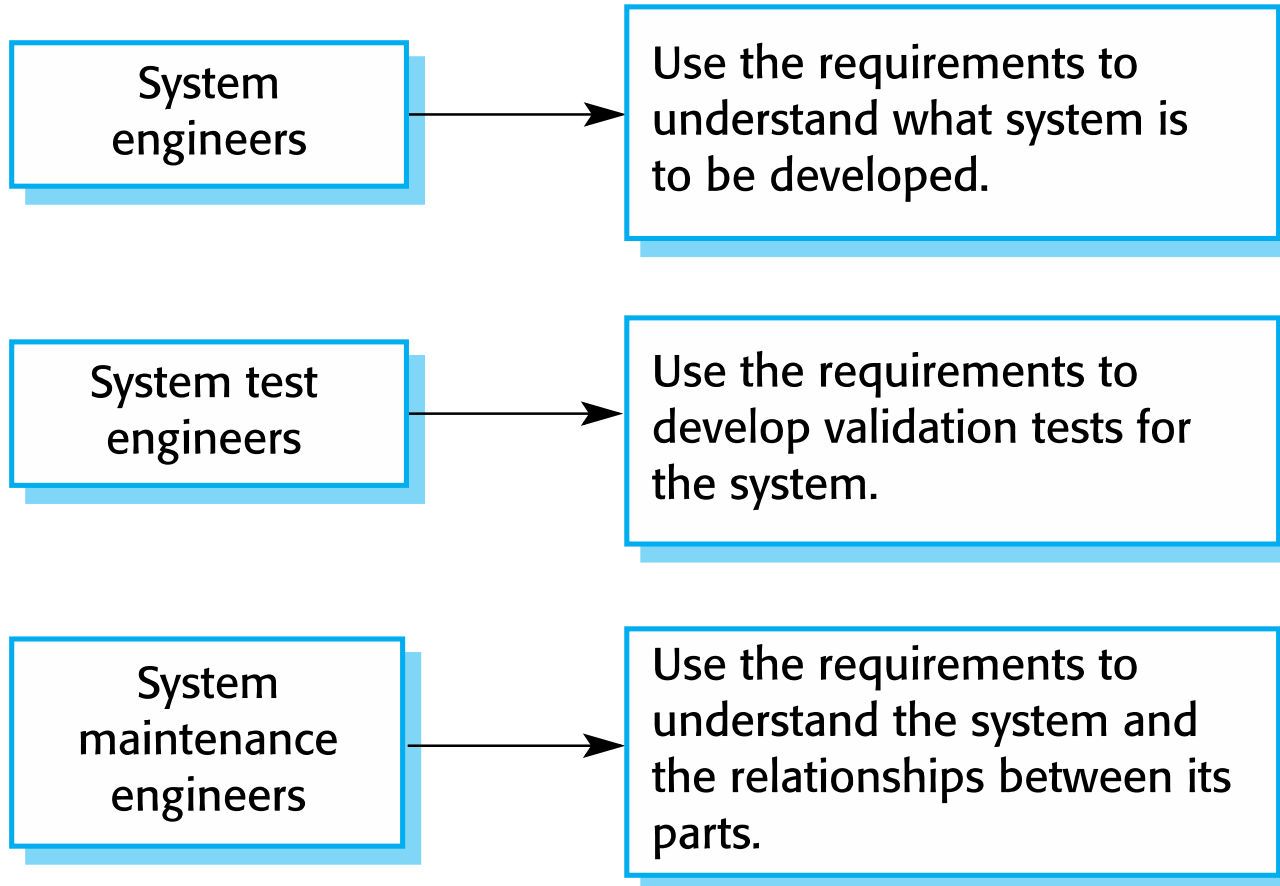 System
engineers
Use the requirements to
understand what system is
to be developed.
System test
engineers
Use the requirements to
develop validation tests for
the system.
System
maintenance
engineers
Use the requirements to
understand the system and
the relationships between its
parts.